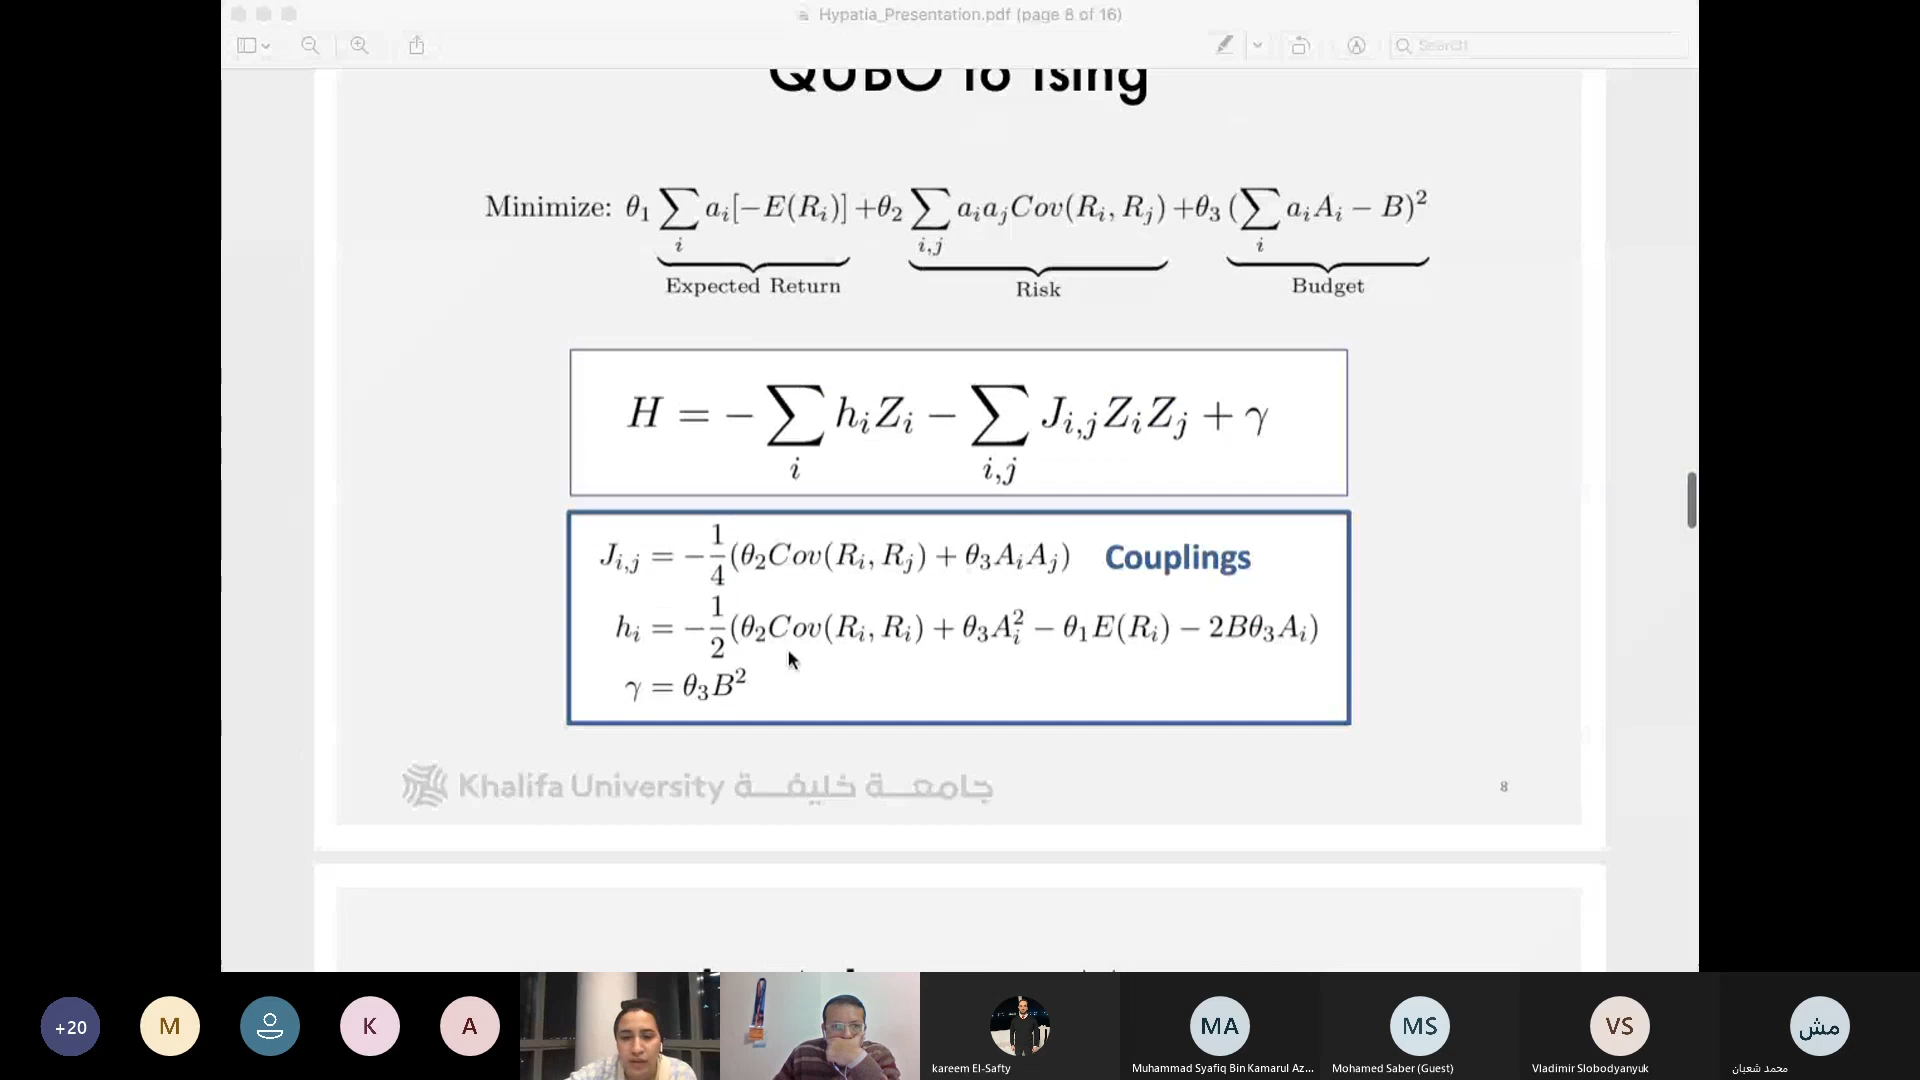 Hypatia_Presentation.pdf (page 8 of 16)
Search
QUBO to Ising
Minimize: θ₁ ∑ᵢ aᵢ[−E(Rᵢ)] + θ₂ ∑ᵢ,ⱼ aᵢaⱼCov(Rᵢ, Rⱼ) + θ₃ (∑ᵢ aᵢAᵢ − B)²
Expected Return Risk Budget
H = − ∑ᵢ hᵢZᵢ − ∑ᵢ,ⱼ Jᵢ,ⱼZᵢZⱼ + γ
Jᵢ,ⱼ = −1/4(θ₂Cov(Rᵢ, Rⱼ) + θ₃AᵢAⱼ) Couplings
hᵢ = −1/2(θ₂Cov(Rᵢ, Rᵢ) + θ₃Aᵢ² − θ₁E(Rᵢ) − 2Bθ₃Aᵢ)
γ = θ₃B²
Khalifa University جامعة خليفة
8
+20 M K A MA MS VS مش
kareem El-Safty Muhammad Syafiq Bin Kamarul Az... Mohamed Saber (Guest) Vladimir Slobodyanyuk محمد شعبان